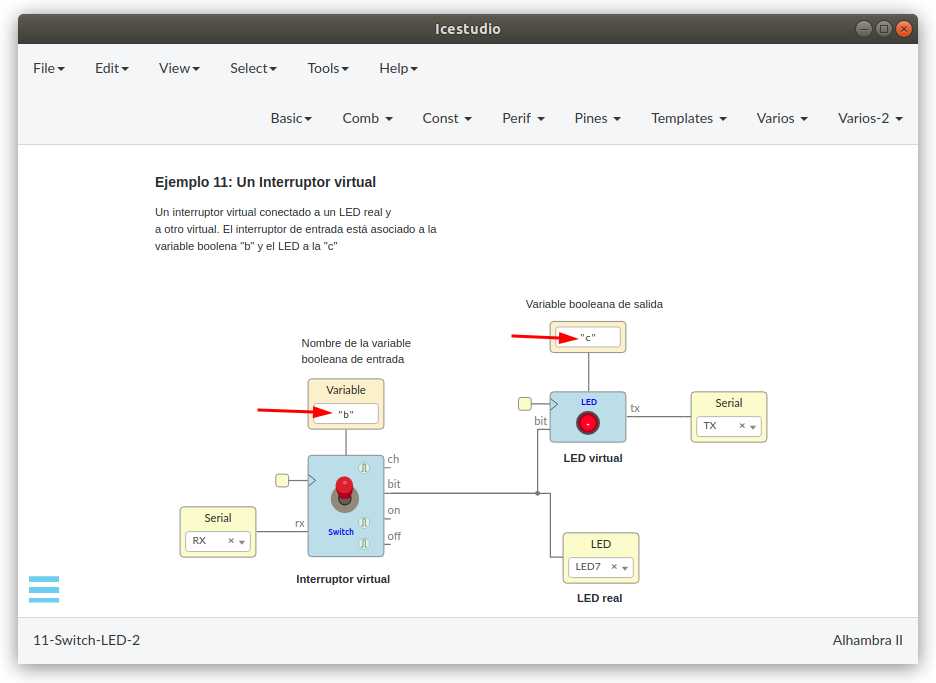 Icestudio
File Edit View Select Tools Help
Basic Comb Const Perif Pines Templates Varios Varios-2
Ejemplo 11: Un Interruptor virtual
Un interruptor virtual conectado a un LED real y
a otro virtual. El interruptor de entrada está asociado a la
variable boolena "b" y el LED a la "c"
Variable booleana de salida
"c"
Nombre de la variable
booleana de entrada
Variable
"b"
LED
tx
bit
Serial
TX
LED virtual
ch
bit
on
off
rx
Switch
Serial
RX
Interruptor virtual
LED
LED7
LED real
11-Switch-LED-2
Alhambra II